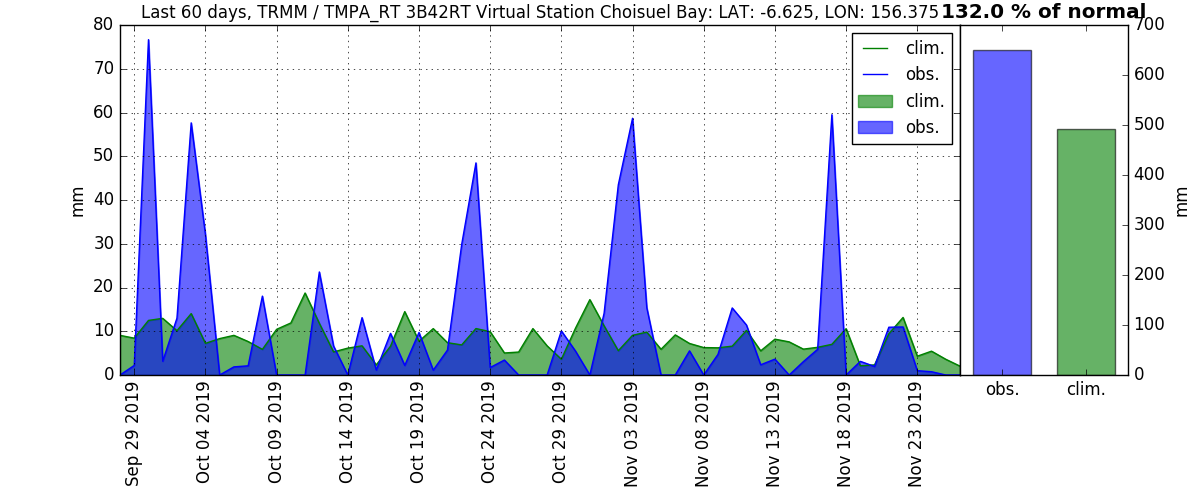 Last 60 days, TRMM / TMPA_RT 3B42RT Virtual Station Choisuel Bay: LAT: -6.625, LON: 156.375 132.0 % of normal
80
70
60
50
40
30
20
10
0
mm
clim.
obs.
clim.
obs.
700
600
500
400
300
200
100
0
mm
obs. clim.
Sep 29 2019
Oct 04 2019
Oct 09 2019
Oct 14 2019
Oct 19 2019
Oct 24 2019
Oct 29 2019
Nov 03 2019
Nov 08 2019
Nov 13 2019
Nov 18 2019
Nov 23 2019